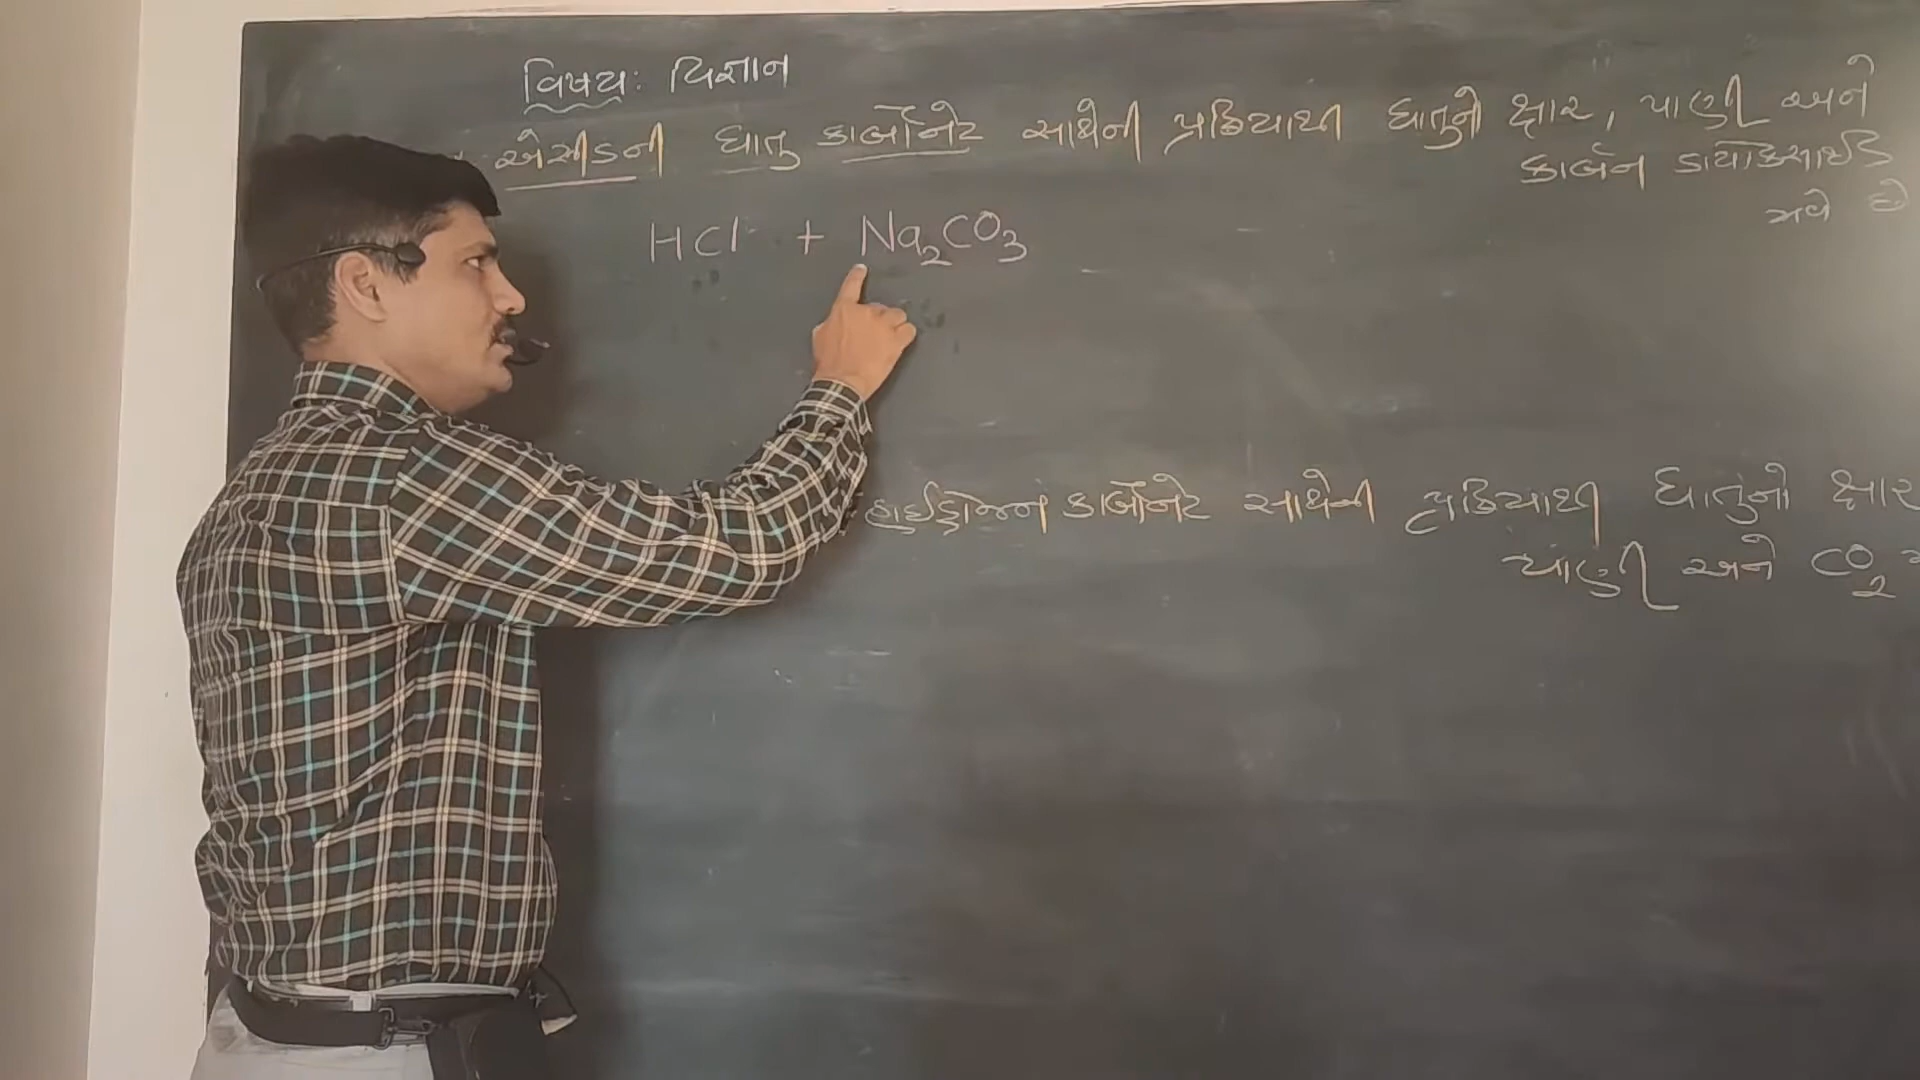 વિષય: વિજ્ઞાન
એસીડની ધાતુ કાર્બોનેટ સાથેની પ્રક્રિયાથી ધાતુનો ક્ષાર, પાણી અને
કાર્બન ડાયોક્સાઈડ
મળે છે
HCl + Na₂CO₃
હાઈડ્રોજન કાર્બોનેટ સાથેની પ્રક્રિયાથી ધાતુનો ક્ષાર
પાણી અને CO₂